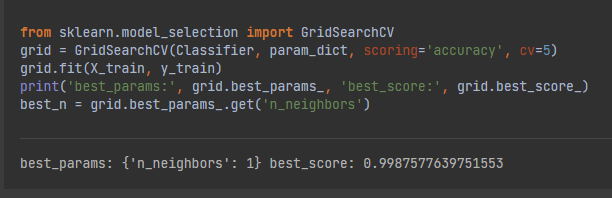 from sklearn.model_selection import GridSearchCV
grid = GridSearchCV(Classifier, param_dict, scoring='accuracy', cv=5)
grid.fit(X_train, y_train)
print('best_params:', grid.best_params_, 'best_score:', grid.best_score_)
best_n = grid.best_params_.get('n_neighbors')
best_params: {'n_neighbors': 1} best_score: 0.9987577639751553